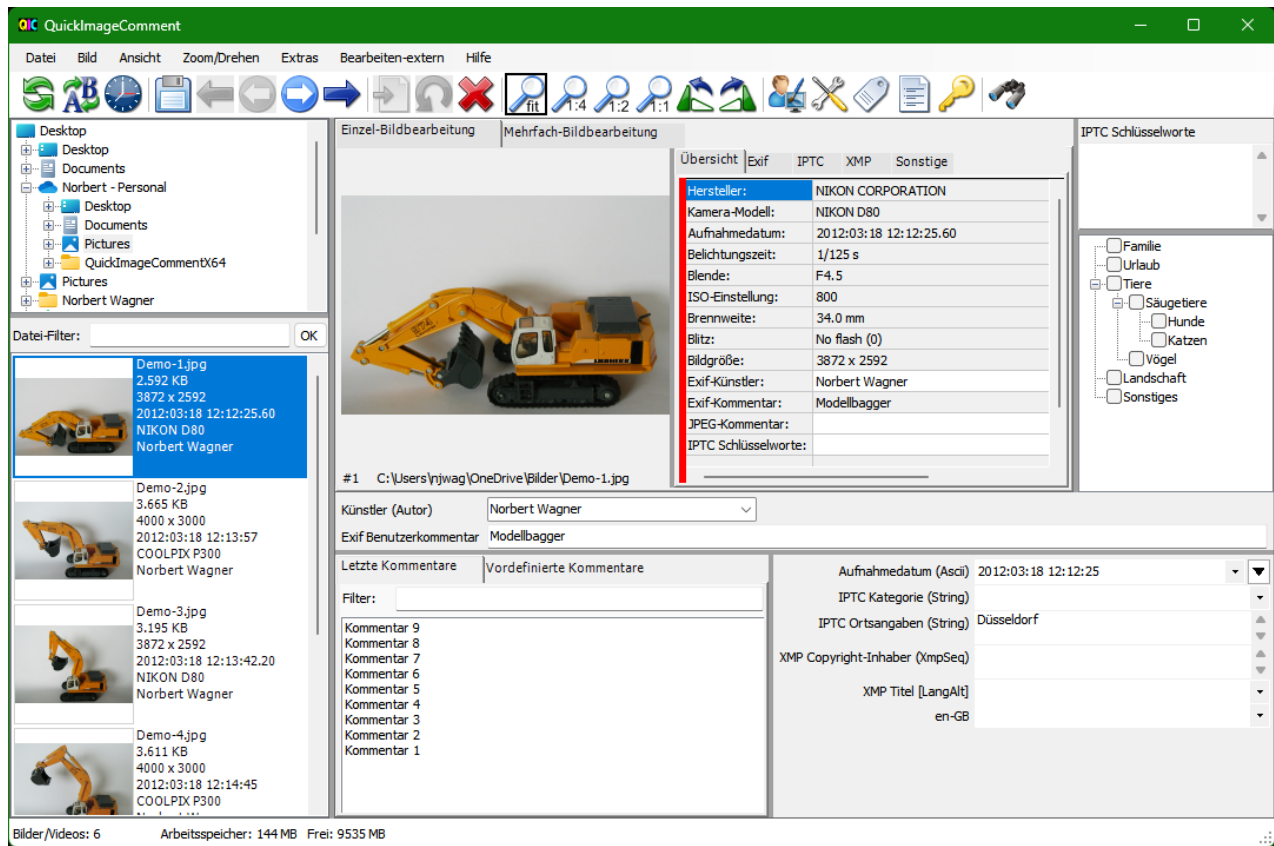 QIC QuickImageComment
Datei Bild Ansicht Zoom/Drehen Extras Bearbeiten-extern Hilfe
AB fit 1:4 1:2 1:1
Desktop
Desktop
Documents
Norbert - Personal
Desktop
Documents
Pictures
QuickImageCommentX64
Pictures
Norbert Wagner
Datei-Filter: OK
Demo-1.jpg
2.592 KB
3872 x 2592
2012:03:18 12:12:25.60
NIKON D80
Norbert Wagner
Demo-2.jpg
3.665 KB
4000 x 3000
2012:03:18 12:13:57
COOLPIX P300
Norbert Wagner
Demo-3.jpg
3.195 KB
3872 x 2592
2012:03:18 12:13:42.20
NIKON D80
Norbert Wagner
Demo-4.jpg
3.611 KB
4000 x 3000
2012:03:18 12:14:45
COOLPIX P300
Einzel-Bildbearbeitung Mehrfach-Bildbearbeitung
LIEBHERR
#1 C:\Users\njwag\OneDrive\Bilder\Demo-1.jpg
Übersicht Exif IPTC XMP Sonstige
Hersteller: NIKON CORPORATION
Kamera-Modell: NIKON D80
Aufnahmedatum: 2012:03:18 12:12:25.60
Belichtungszeit: 1/125 s
Blende: F4.5
ISO-Einstellung: 800
Brennweite: 34.0 mm
Blitz: No flash (0)
Bildgröße: 3872 x 2592
Exif-Künstler: Norbert Wagner
Exif-Kommentar: Modellbagger
JPEG-Kommentar:
IPTC Schlüsselworte:
IPTC Schlüsselworte
Familie
Urlaub
Tiere
Säugetiere
Hunde
Katzen
Vögel
Landschaft
Sonstiges
Künstler (Autor) Norbert Wagner
Exif Benutzerkommentar Modellbagger
Letzte Kommentare Vordefinierte Kommentare
Filter:
Kommentar 9
Kommentar 8
Kommentar 7
Kommentar 6
Kommentar 5
Kommentar 4
Kommentar 3
Kommentar 2
Kommentar 1
Aufnahmedatum (Ascii) 2012:03:18 12:12:25
IPTC Kategorie (String)
IPTC Ortsangaben (String) Düsseldorf
XMP Copyright-Inhaber (XmpSeq)
XMP Titel [LangAlt]
en-GB
Bilder/Videos: 6 Arbeitsspeicher: 144 MB Frei: 9535 MB